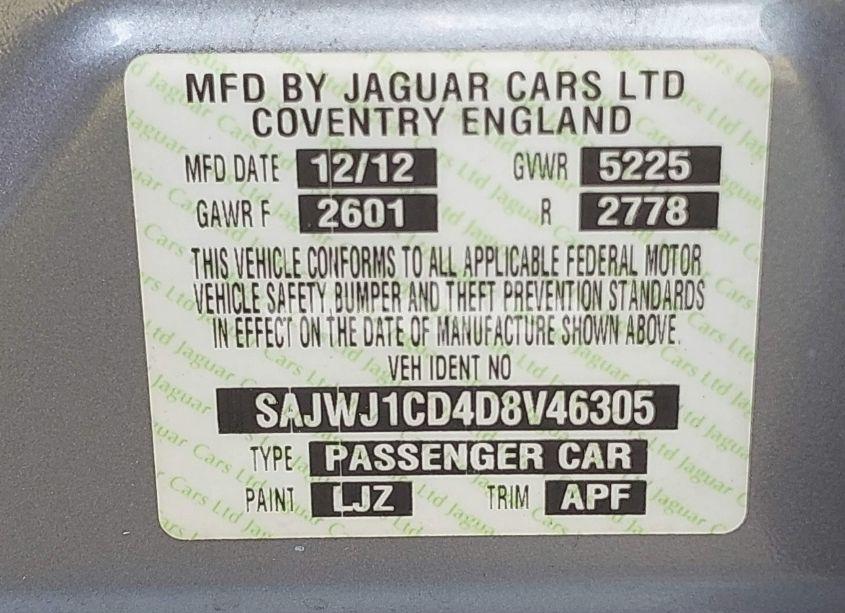 MFD BY JAGUAR CARS LTD
COVENTRY ENGLAND
MFD DATE 12/12 GVWR 5225
GAWR F 2601 R 2778
THIS VEHICLE CONFORMS TO ALL APPLICABLE FEDERAL MOTOR
VEHICLE SAFETY BUMPER AND THEFT PREVENTION STANDARDS
IN EFFECT ON THE DATE OF MANUFACTURE SHOWN ABOVE.
VEH IDENT NO
SAJWJ1CD4D8V46305
TYPE PASSENGER CAR
PAINT LJZ TRIM APF